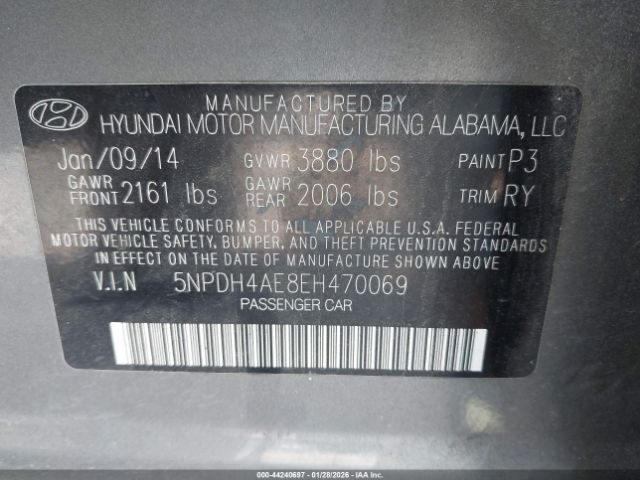 MANUFACTURED BY
HYUNDAI MOTOR MANUFACTURING ALABAMA, LLC
Jan/09/14 GVWR 3880 lbs PAINT P3
GAWR FRONT 2161 lbs GAWR REAR 2006 lbs TRIM RY
THIS VEHICLE CONFORMS TO ALL APPLICABLE U.S.A. FEDERAL
MOTOR VEHICLE SAFETY, BUMPER, AND THEFT PREVENTION
STANDARDS IN EFFECT ON THE DATE OF MANUFACTURE SHOWN ABOVE.
V.I.N 5NPDH4AE8EH470069
PASSENGER CAR
000-44240697 | 01/28/2026 | IAAI.COM